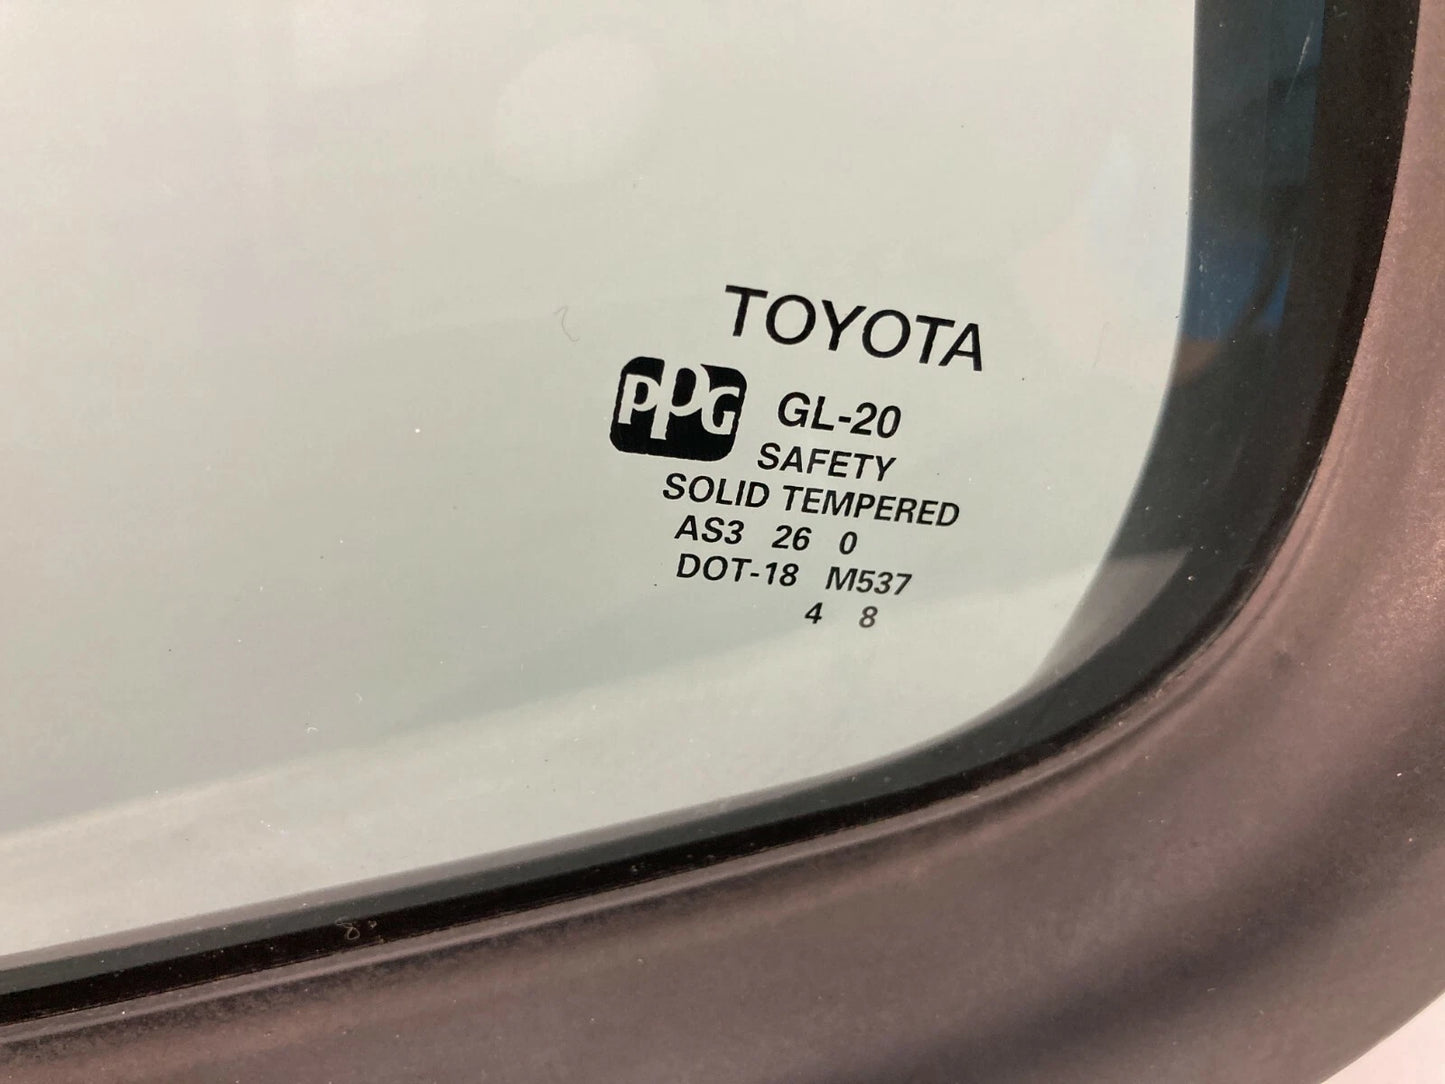 TOYOTA
PPG GL-20
SAFETY
SOLID TEMPERED
AS3 26 0
DOT-18 M537
4 8